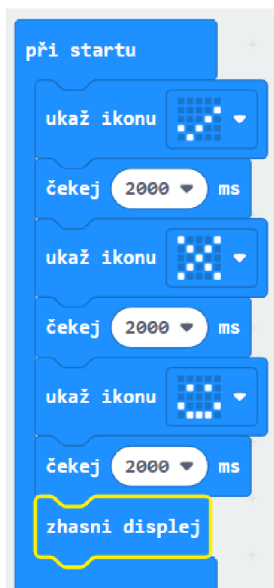 při startu
ukaž ikonu
čekej 2000 ms
ukaž ikonu
čekej 2000 ms
ukaž ikonu
čekej 2000 ms
zhasni displej